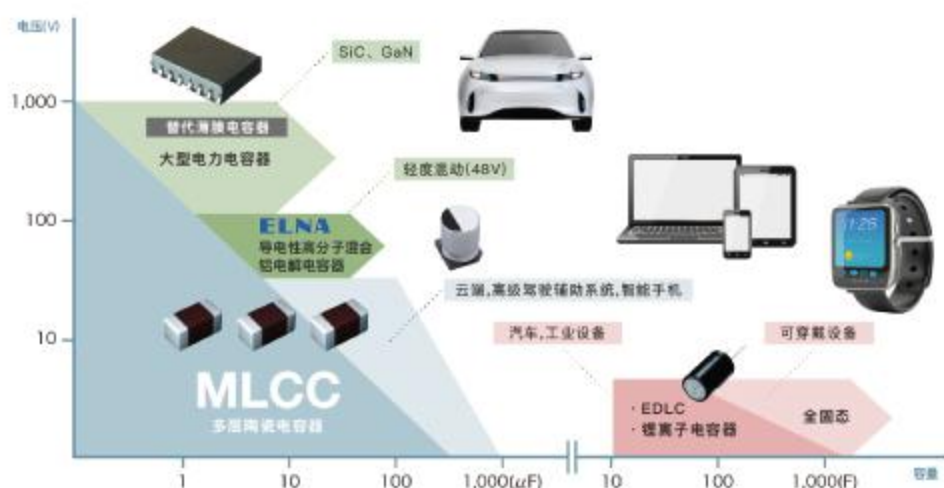 电压(V)
SiC、GaN
1,000
替代薄膜电容器
大型电力电容器
轻度混动(48V)
100
ELNA
导电性高分子混合
铝电解电容器
1:26
云端,高级驾驶辅助系统,智能手机
10
汽车,工业设备
可穿戴设备
MLCC
多层陶瓷电容器
· EDLC
· 锂离子电容器
全固态
1
10
100
1,000(μF)
10
100
1,000(F)
容量